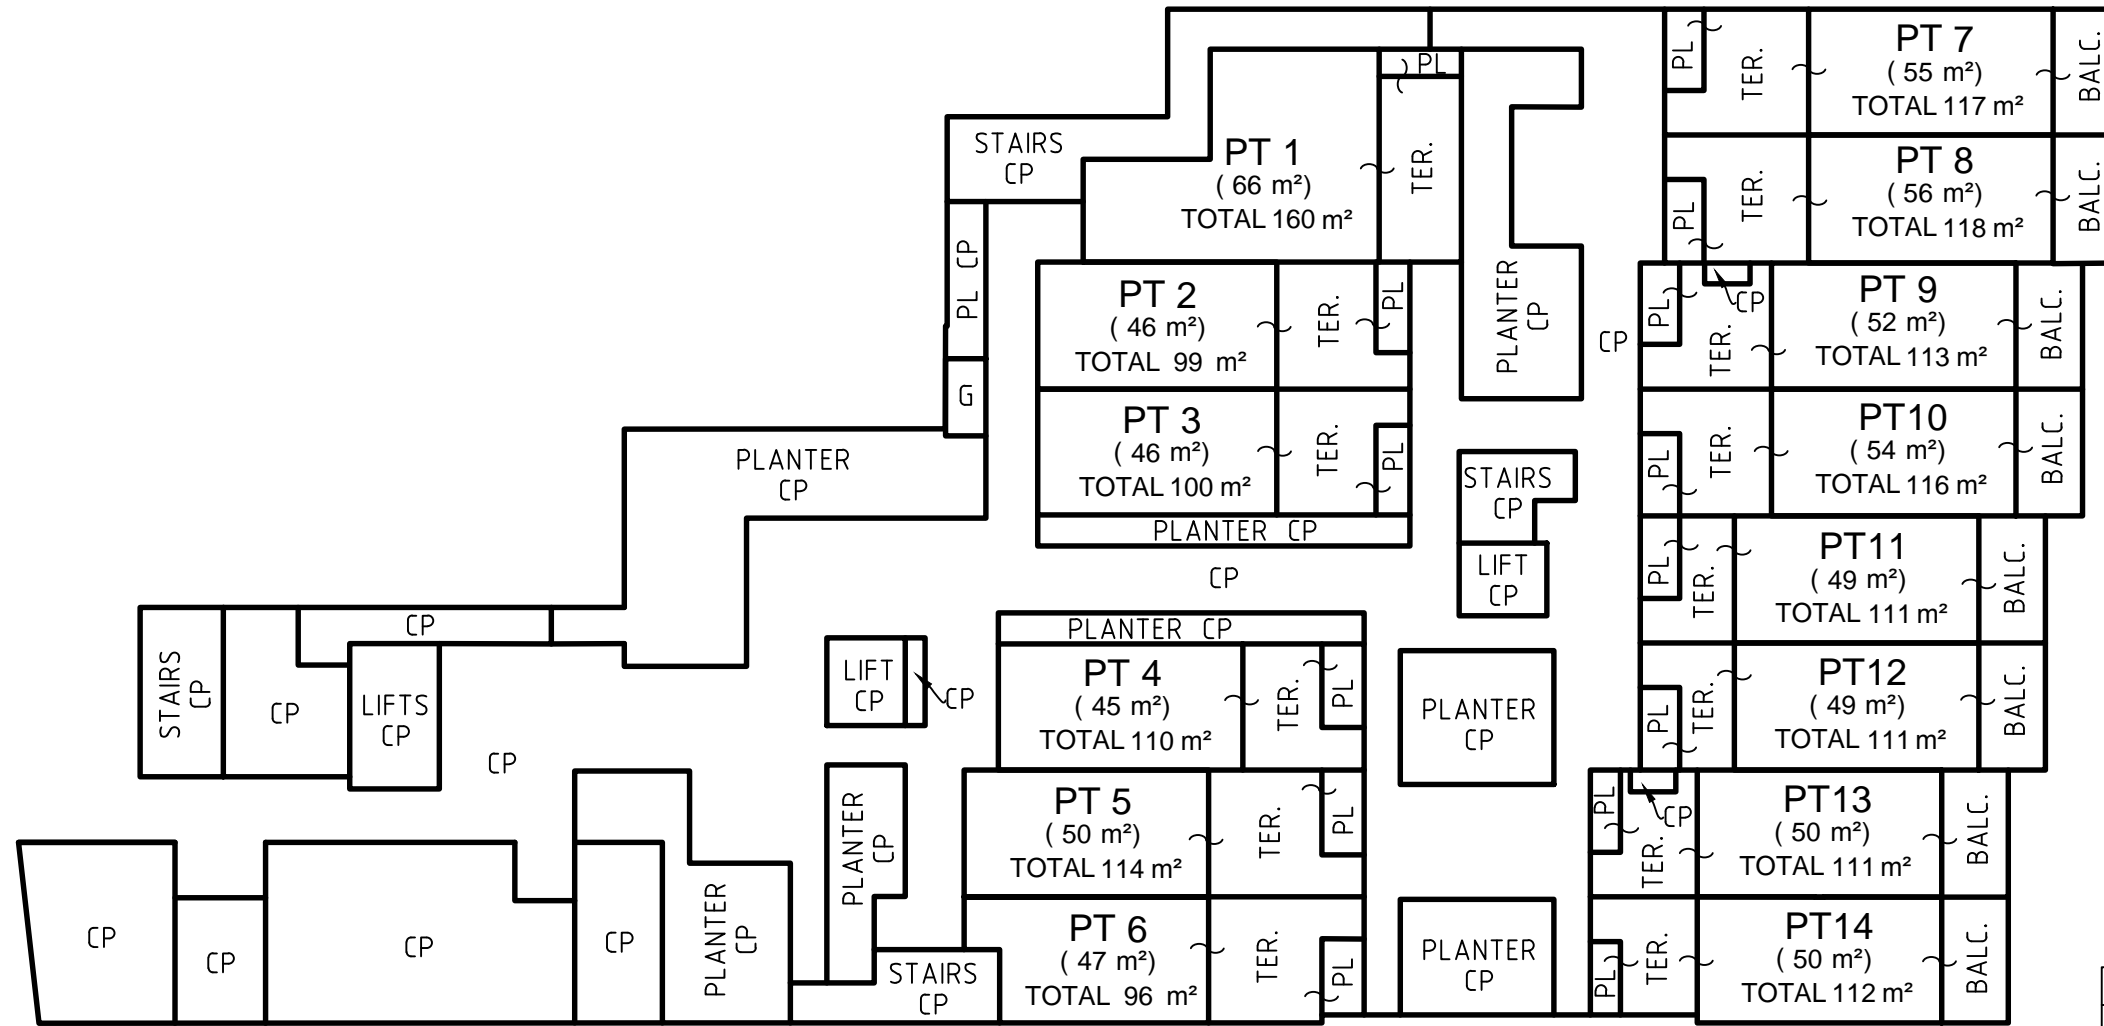 PL
TER.
PT 7
( 55 m²)
TOTAL 117 m²
BALC.
PL
TER.
PT 8
( 56 m²)
TOTAL 118 m²
BALC.
STAIRS
CP
PT 1
( 66 m²)
TOTAL 160 m²
PL
TER.
PLANTER
CP
CP
PL CP
G
PT 2
( 46 m²)
TOTAL 99 m²
TER.
PL
PT 3
( 46 m²)
TOTAL 100 m²
TER.
PL
PLANTER CP
CP
PL
TER.
CP
PT 9
( 52 m²)
TOTAL 113 m²
BALC.
PL
TER.
PT10
( 54 m²)
TOTAL 116 m²
BALC.
PLANTER
CP
STAIRS
CP
LIFT
CP
PL
TER.
PT11
( 49 m²)
TOTAL 111 m²
BALC.
PL
TER.
PT12
( 49 m²)
TOTAL 111 m²
BALC.
STAIRS
CP
CP
CP
LIFTS
CP
CP
LIFT
CP
CP
PLANTER CP
PT 4
( 45 m²)
TOTAL 110 m²
TER.
PL
PLANTER
CP
PT 5
( 50 m²)
TOTAL 114 m²
TER.
PL
PL
TER.
CP
PT13
( 50 m²)
TOTAL 111 m²
BALC.
CP
CP
CP
CP
PLANTER
CP
PLANTER
CP
STAIRS
CP
PT 6
( 47 m²)
TOTAL 96 m²
TER.
PL
PLANTER
CP
PL
TER.
PT14
( 50 m²)
TOTAL 112 m²
BALC.